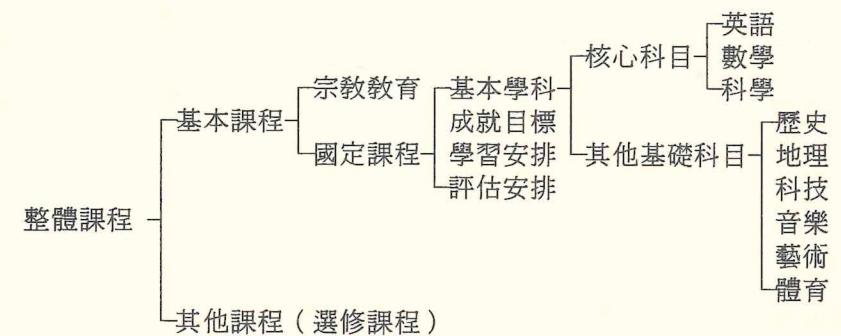 整體課程
基本課程
宗教教育
國定課程
基本學科
成就目標
學習安排
評估安排
核心科目
英語
數學
科學
其他基礎科目
歷史
地理
科技
音樂
藝術
體育
其他課程（選修課程）